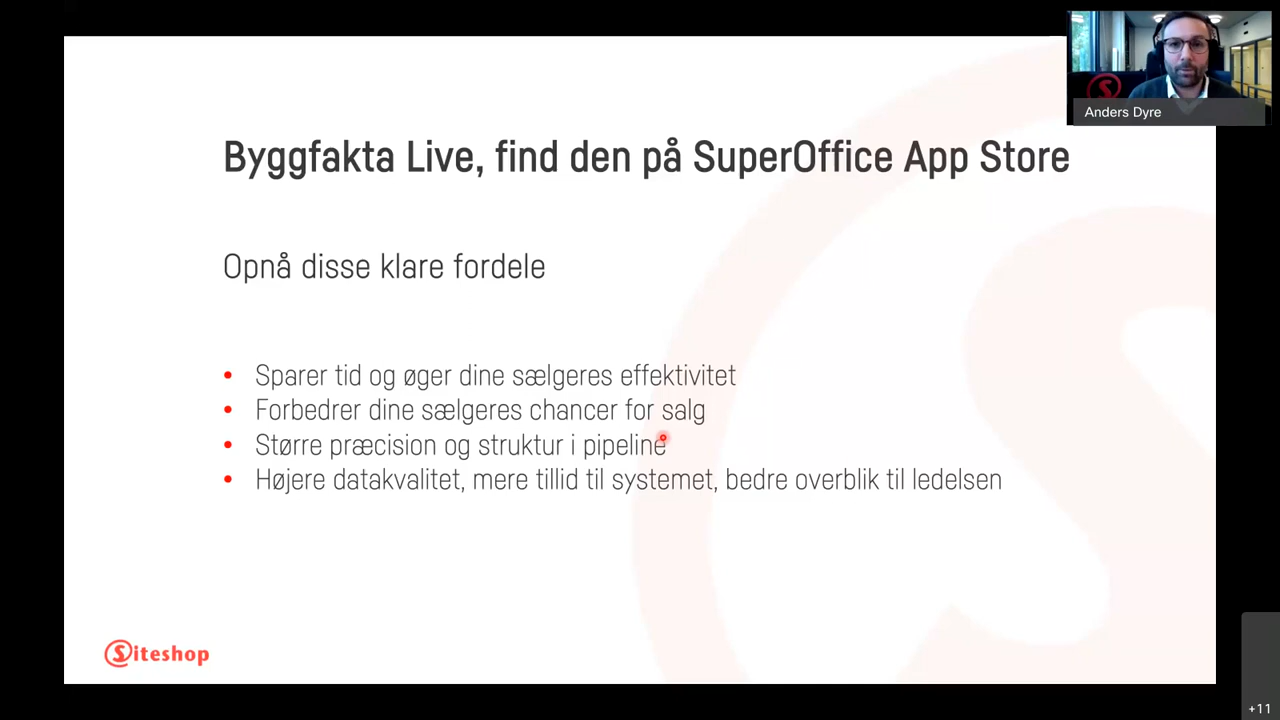 Byggfakta Live, find den på SuperOffice App Store
Opnå disse klare fordele
• Sparer tid og øger dine sælgeres effektivitet
• Forbedrer dine sælgeres chancer for salg
• Større præcision og struktur i pipeline
• Højere datakvalitet, mere tillid til systemet, bedre overblik til ledelsen
Siteshop
Anders Dyre
+11